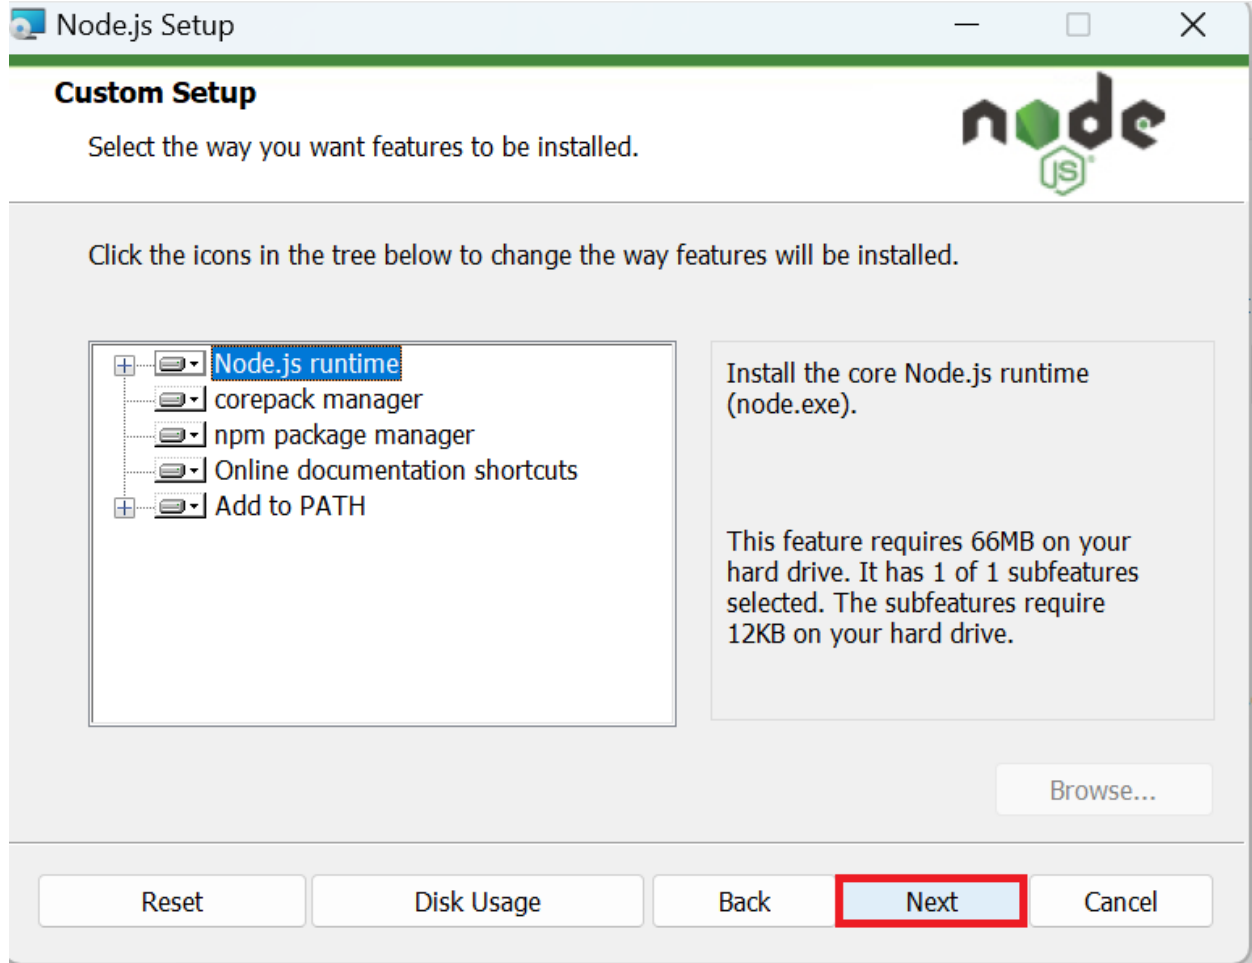 Node.js Setup
Custom Setup
Select the way you want features to be installed.
node
JS
Click the icons in the tree below to change the way features will be installed.
Node.js runtime
corepack manager
npm package manager
Online documentation shortcuts
Add to PATH
Install the core Node.js runtime
(node.exe).
This feature requires 66MB on your
hard drive. It has 1 of 1 subfeatures
selected. The subfeatures require
12KB on your hard drive.
Browse...
Reset
Disk Usage
Back
Next
Cancel